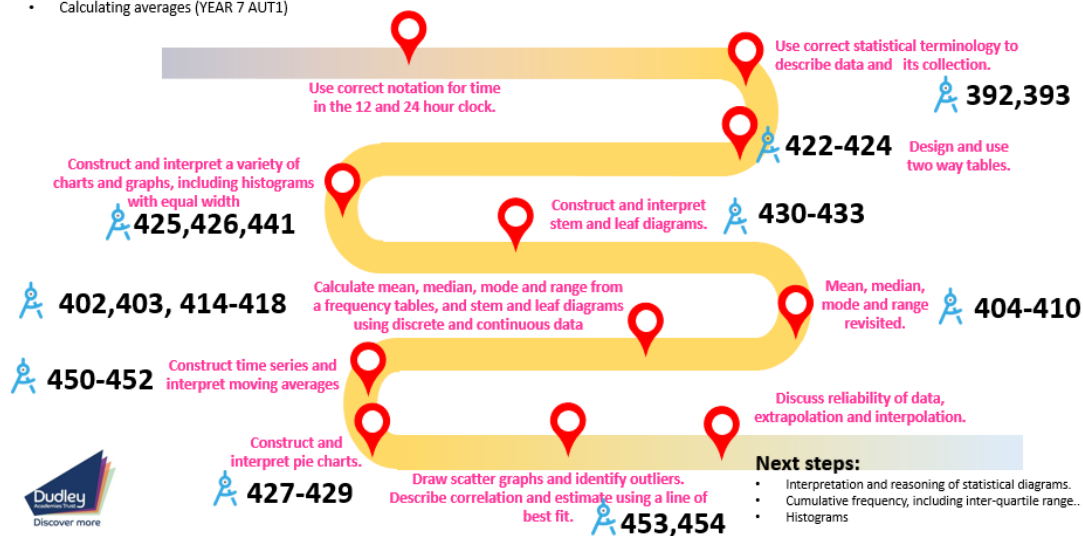 • Calculating averages (YEAR 7 AUT1)
Use correct notation for time
in the 12 and 24 hour clock.
Use correct statistical terminology to
describe data and its collection.
392,393
422-424
Design and use
two way tables.
Construct and interpret a variety of
charts and graphs, including histograms
with equal width
425,426,441
Construct and interpret
stem and leaf diagrams.
430-433
402,403, 414-418
Calculate mean, median, mode and range from
a frequency tables, and stem and leaf diagrams
using discrete and continuous data
Mean, median,
mode and range
revisited.
404-410
450-452
Construct time series and
interpret moving averages
Construct and
interpret pie charts.
427-429
Draw scatter graphs and identify outliers.
Describe correlation and estimate using a line of
best fit.
453,454
Discuss reliability of data,
extrapolation and interpolation.
Next steps:
• Interpretation and reasoning of statistical diagrams.
• Cumulative frequency, including inter-quartile range..
• Histograms
Dudley
Academies Trust
Discover more